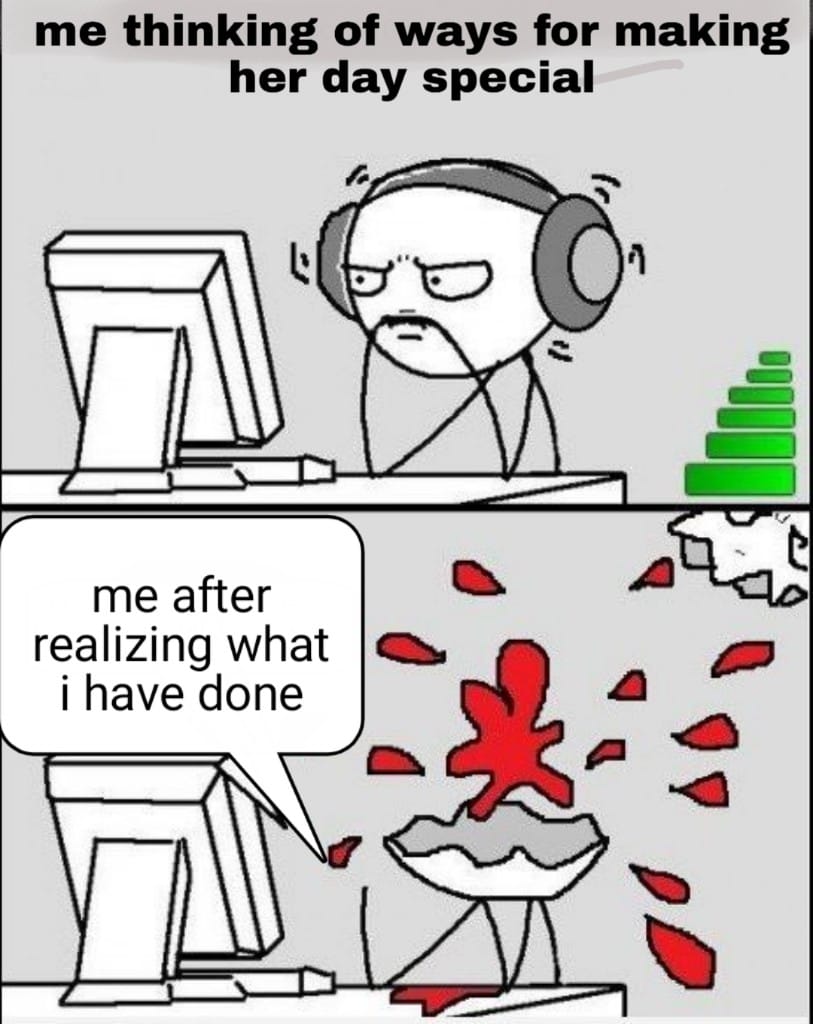 me thinking of ways for making
her day special
me after
realizing what
i have done